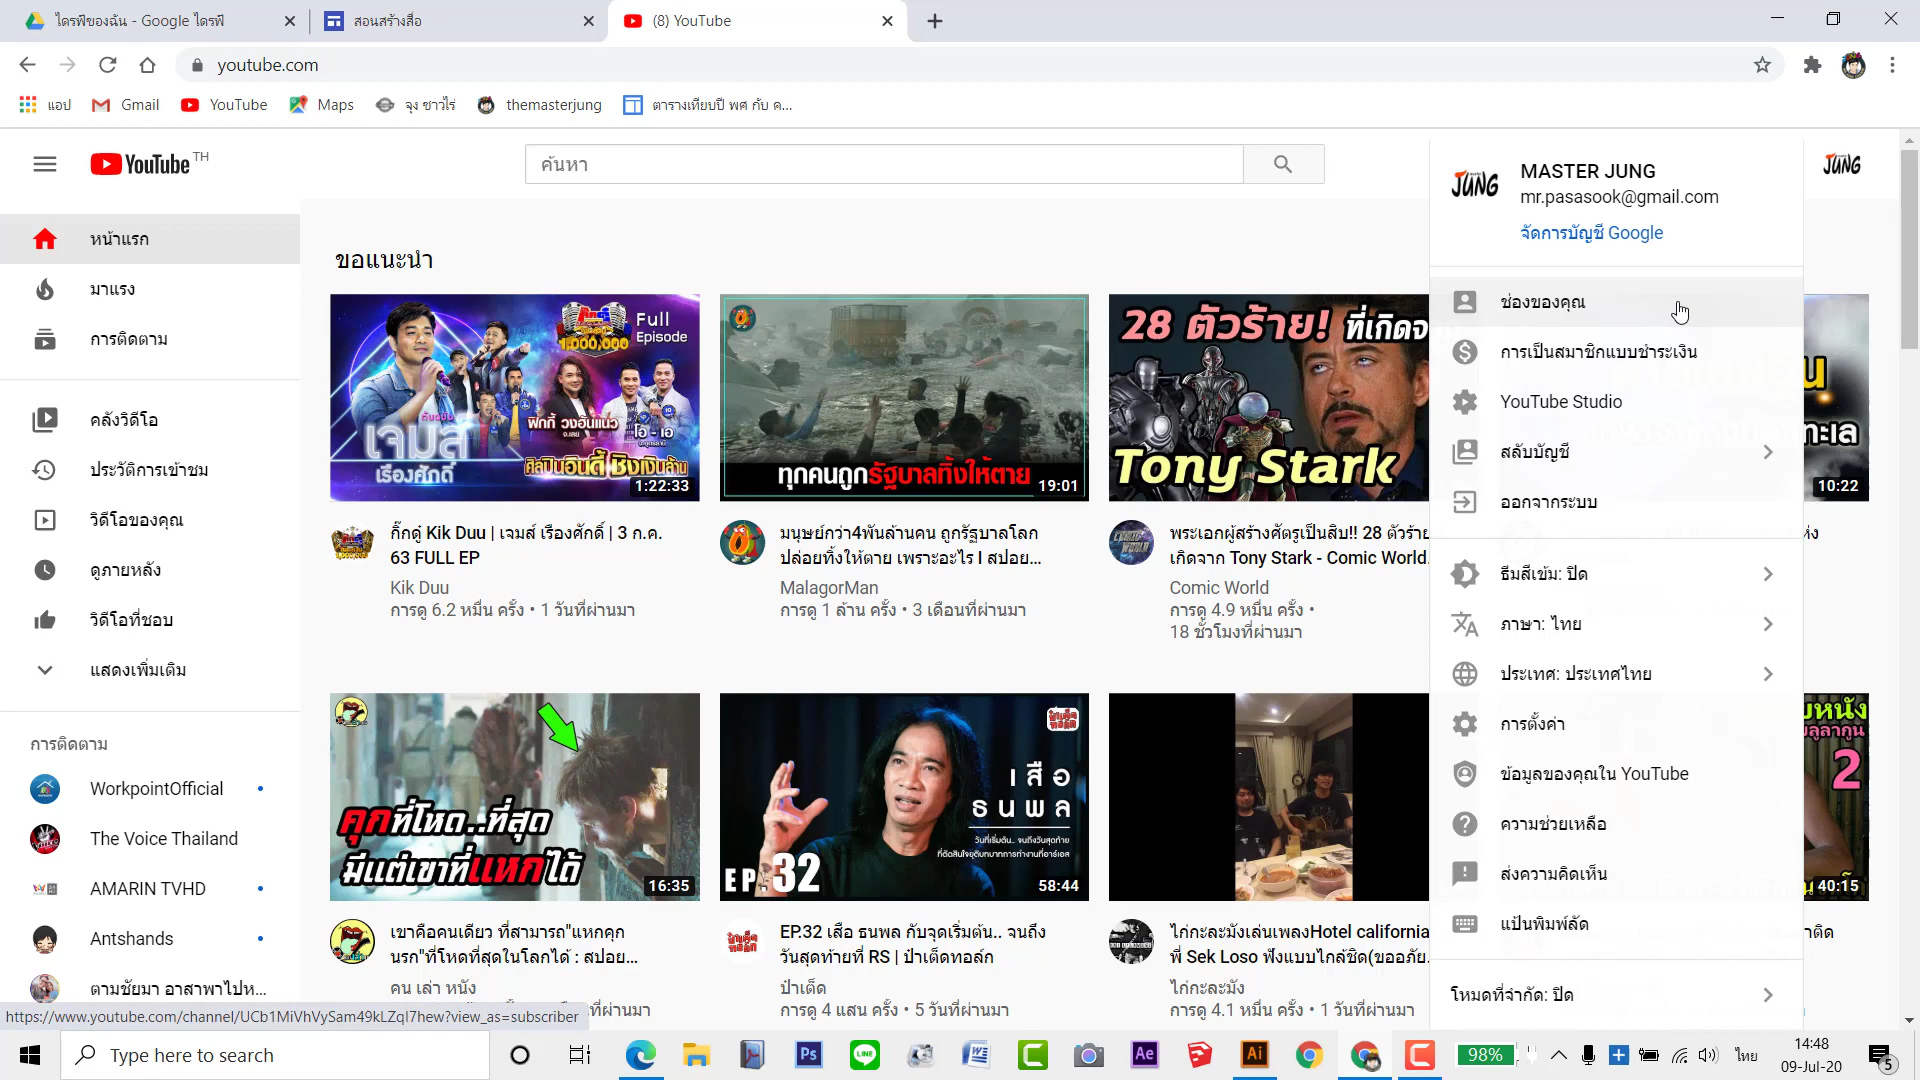 ไดรฟ์ของฉัน - Google ไดรฟ์
สอนสร้างสื่อ
(8) YouTube
youtube.com
แอป
Gmail
YouTube
Maps
จุง ชาวไร่
themasterjung
ตารางเทียบปี พศ กับ ค...
YouTube TH
ค้นหา
JUNG
MASTER JUNG
mr.pasasook@gmail.com
จัดการบัญชี Google
JUNG
หน้าแรก
มาแรง
การติดตาม
คลังวิดีโอ
ประวัติการเข้าชม
วิดีโอของคุณ
ดูภายหลัง
วิดีโอที่ชอบ
แสดงเพิ่มเติม
การติดตาม
WorkpointOfficial
The Voice Thailand
AMARIN TVHD
Antshands
ตามชัยมา อาสาพาไปห...
ขอแนะนำ
1,000,000
Full
Episode
เจมส์
เรืองศักดิ์
ฟิกกี้ วงฮันแนว
โอ - เอ
ศิลปินอินดี้ ชิงเงินล้าน
1:22:33
กิ๊กดู่ Kik Duu | เจมส์ เรืองศักดิ์ | 3 ก.ค.
63 FULL EP
Kik Duu
การดู 6.2 หมื่น ครั้ง • 1 วันที่ผ่านมา
ทุกคนถูกรัฐบาลทิ้งให้ตาย
19:01
มนุษย์กว่า4พันล้านคน ถูกรัฐบาลโลก
ปล่อยทิ้งให้ตาย เพราะอะไร I สปอย...
MalagorMan
การดู 1 ล้าน ครั้ง • 3 เดือนที่ผ่านมา
28 ตัวร้าย! ที่เกิดจ
Tony Stark
พระเอกผู้สร้างศัตรูเป็นสิบ!! 28 ตัวร้าย
เกิดจาก Tony Stark - Comic World.
Comic World
การดู 4.9 หมื่น ครั้ง •
18 ชั่วโมงที่ผ่านมา
10:22
คุกที่โหด..ที่สุด
มีแต่เขาที่แหกได้
16:35
เขาคือคนเดียว ที่สามารถ"แหกคุก
นรก"ที่โหดที่สุดในโลกได้ : สปอย...
คน เล่า หนัง
ที่ผ่านมา
เสือ
ธนพล
วันที่เริ่มต้น.. จนถึงวันสุดท้าย
EP.32
58:44
EP.32 เสือ ธนพล กับจุดเริ่มต้น.. จนถึง
วันสุดท้ายที่ RS | ป๋าเต็ดทอล์ก
ป๋าเต็ด
การดู 4 แสน ครั้ง • 5 วันที่ผ่านมา
ไก่กะละมังเล่นเพลงHotel california
พี่ Sek Loso ฟังแบบใกล้ชิด(ขออภัย.
ไก่กะละมัง
การดู 4.1 หมื่น ครั้ง • 1 วันที่ผ่านมา
2
40:15
ช่องของคุณ
การเป็นสมาชิกแบบชำระเงิน
YouTube Studio
สลับบัญชี
ออกจากระบบ
ธีมสีเข้ม: ปิด
ภาษา: ไทย
ประเทศ: ประเทศไทย
การตั้งค่า
ข้อมูลของคุณใน YouTube
ความช่วยเหลือ
ส่งความคิดเห็น
แป้นพิมพ์ลัด
โหมดที่จำกัด: ปิด
https://www.youtube.com/channel/UCb1MiVhVySam49kLZqI7hew?view_as=subscriber
Type here to search
Ps
LINE
Ae
Ai
98%
ไทย
14:48
09-Jul-20
5